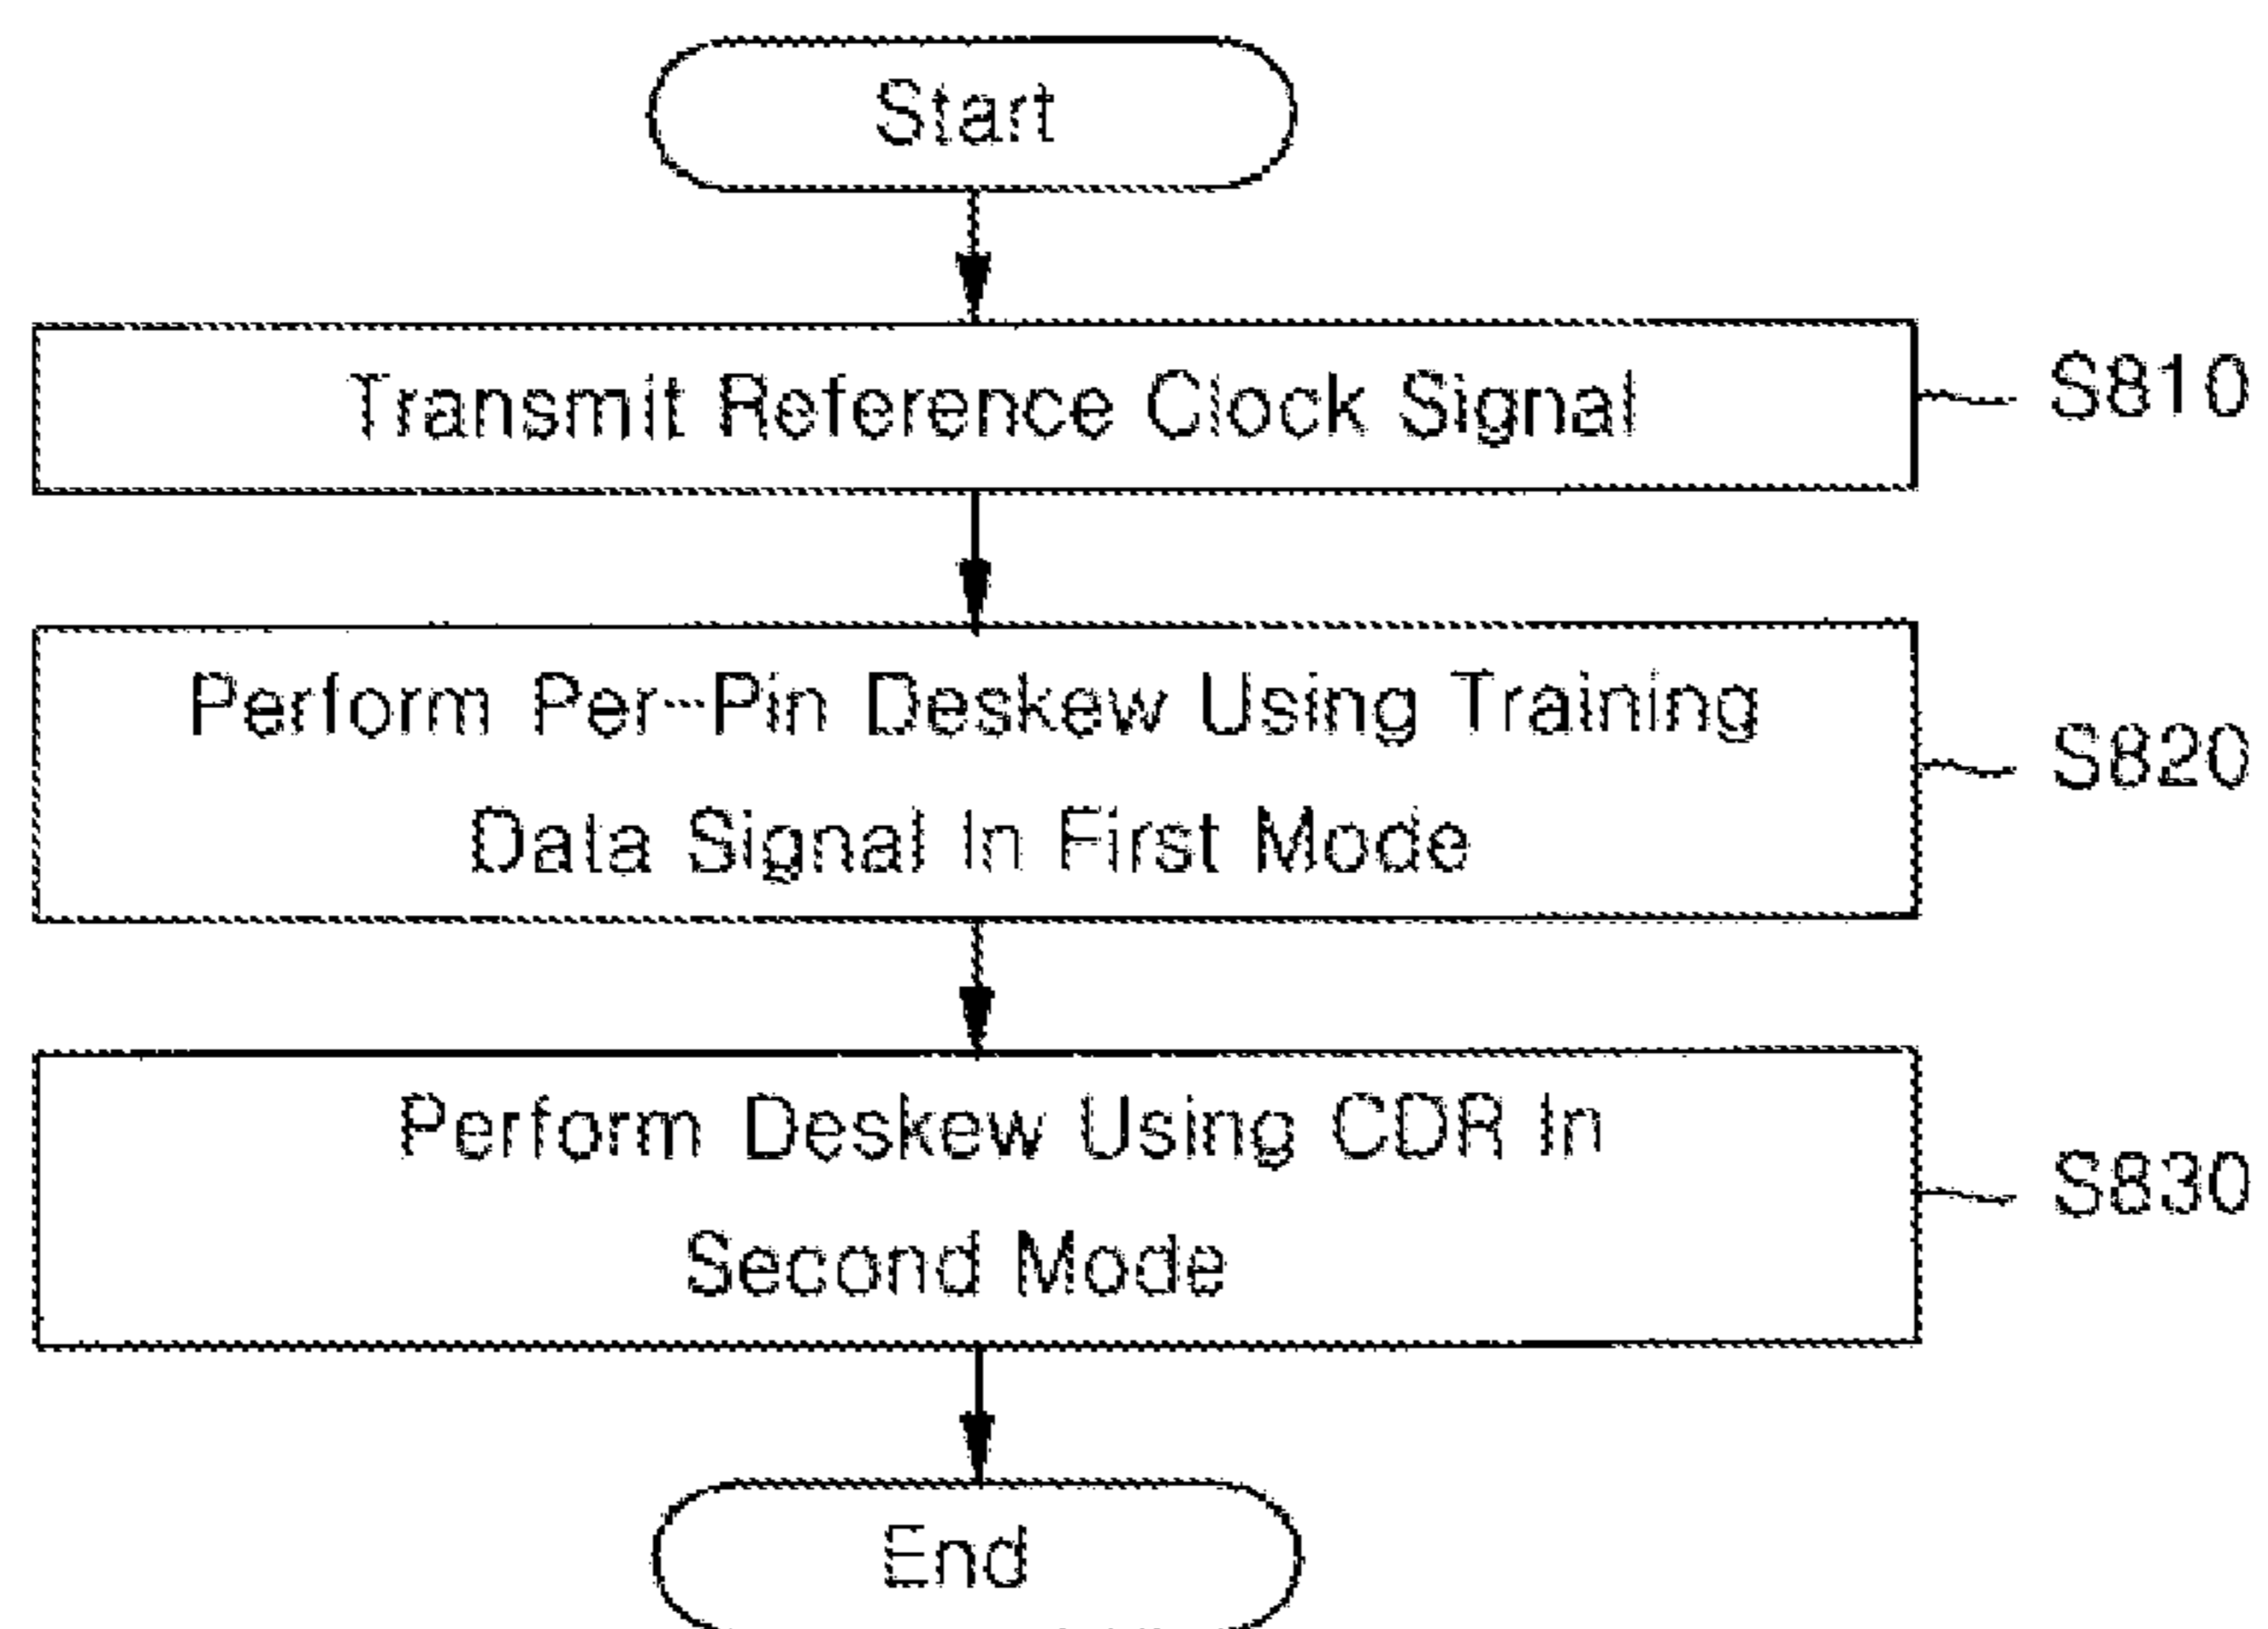 Start
Transmit Reference Clock Signal
S810
Perform Per-Pin Deskew Using Training
Data Signal In First Mode
S820
Perform Deskew Using CDR In
Second Mode
S830
End